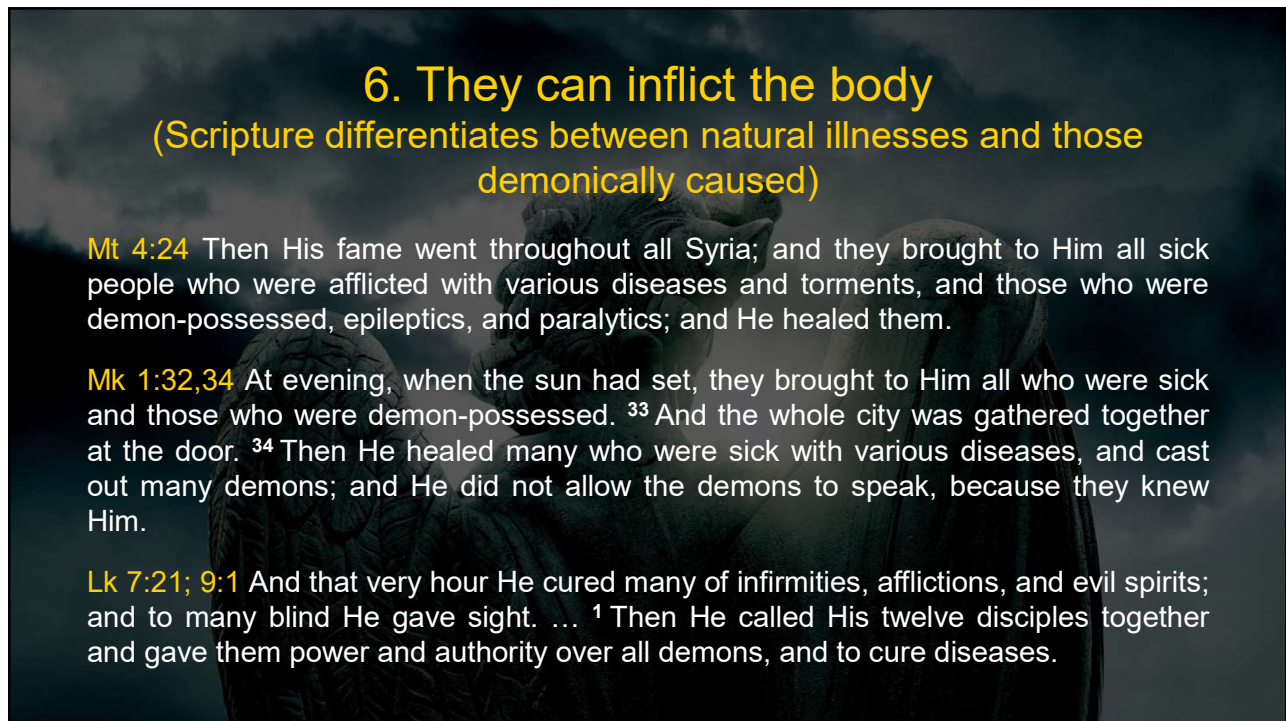 6. They can inflict the body
(Scripture differentiates between natural illnesses and those
demonically caused)
Mt 4:24 Then His fame went throughout all Syria; and they brought to Him all sick
people who were afflicted with various diseases and torments, and those who were
demon-possessed, epileptics, and paralytics; and He healed them.
Mk 1:32,34 At evening, when the sun had set, they brought to Him all who were sick
and those who were demon-possessed. 33 And the whole city was gathered together
at the door. 34 Then He healed many who were sick with various diseases, and cast
out many demons; and He did not allow the demons to speak, because they knew
Him.
Lk 7:21; 9:1 And that very hour He cured many of infirmities, afflictions, and evil spirits;
and to many blind He gave sight. … 1 Then He called His twelve disciples together
and gave them power and authority over all demons, and to cure diseases.